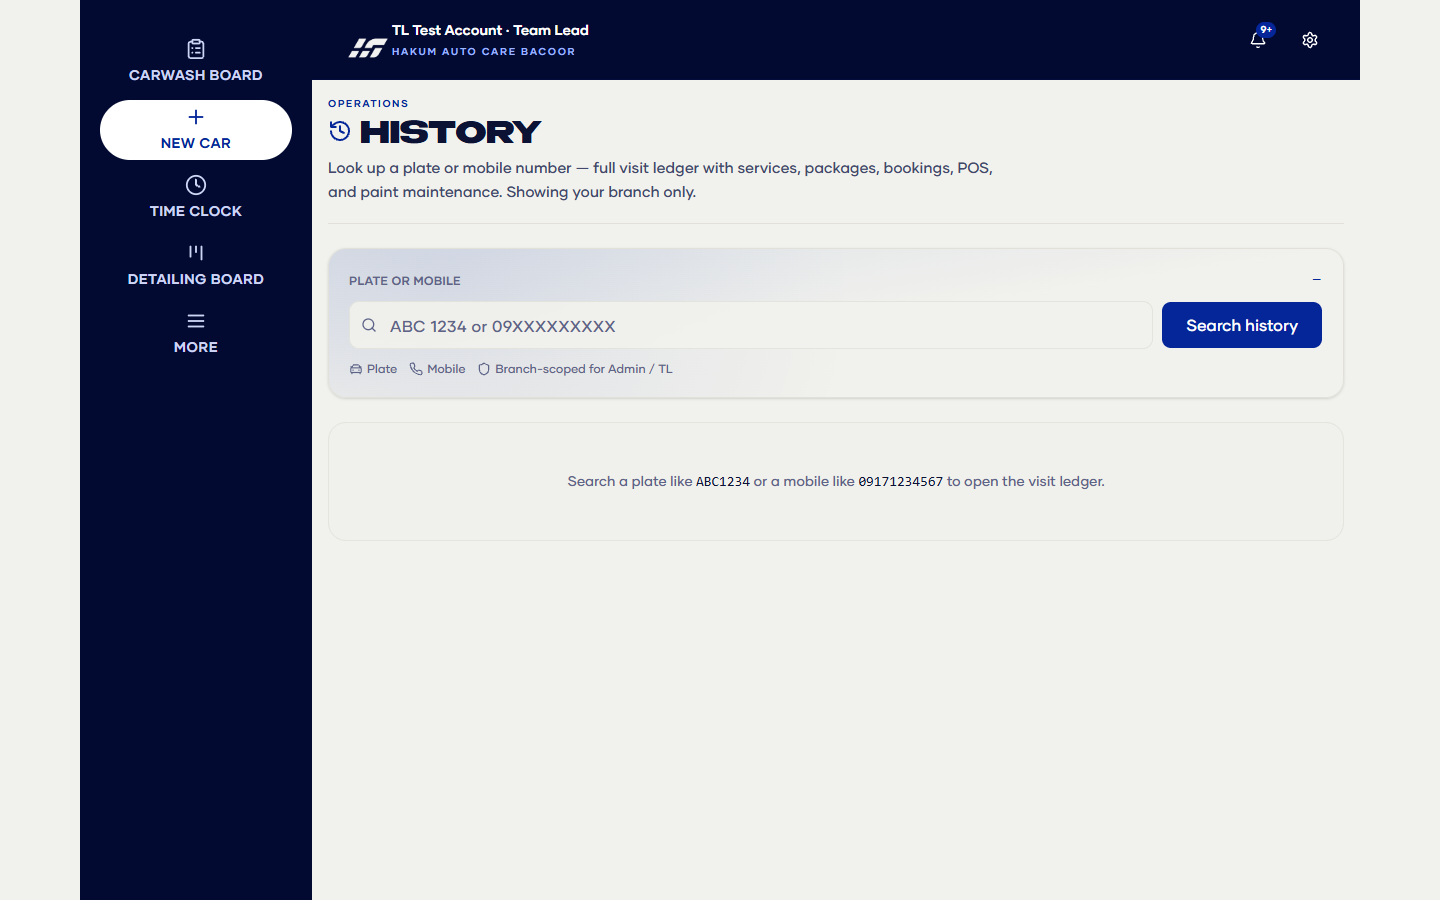 CARWASH BOARD
NEW CAR
TIME CLOCK
DETAILING BOARD
MORE
TL Test Account · Team Lead
HAKUM AUTO CARE BACOOR
9+
OPERATIONS
HISTORY
Look up a plate or mobile number — full visit ledger with services, packages, bookings, POS,
and paint maintenance. Showing your branch only.
PLATE OR MOBILE
–
ABC 1234 or 09XXXXXXXXX
Search history
Plate
Mobile
Branch-scoped for Admin / TL
Search a plate like ABC1234 or a mobile like 09171234567 to open the visit ledger.